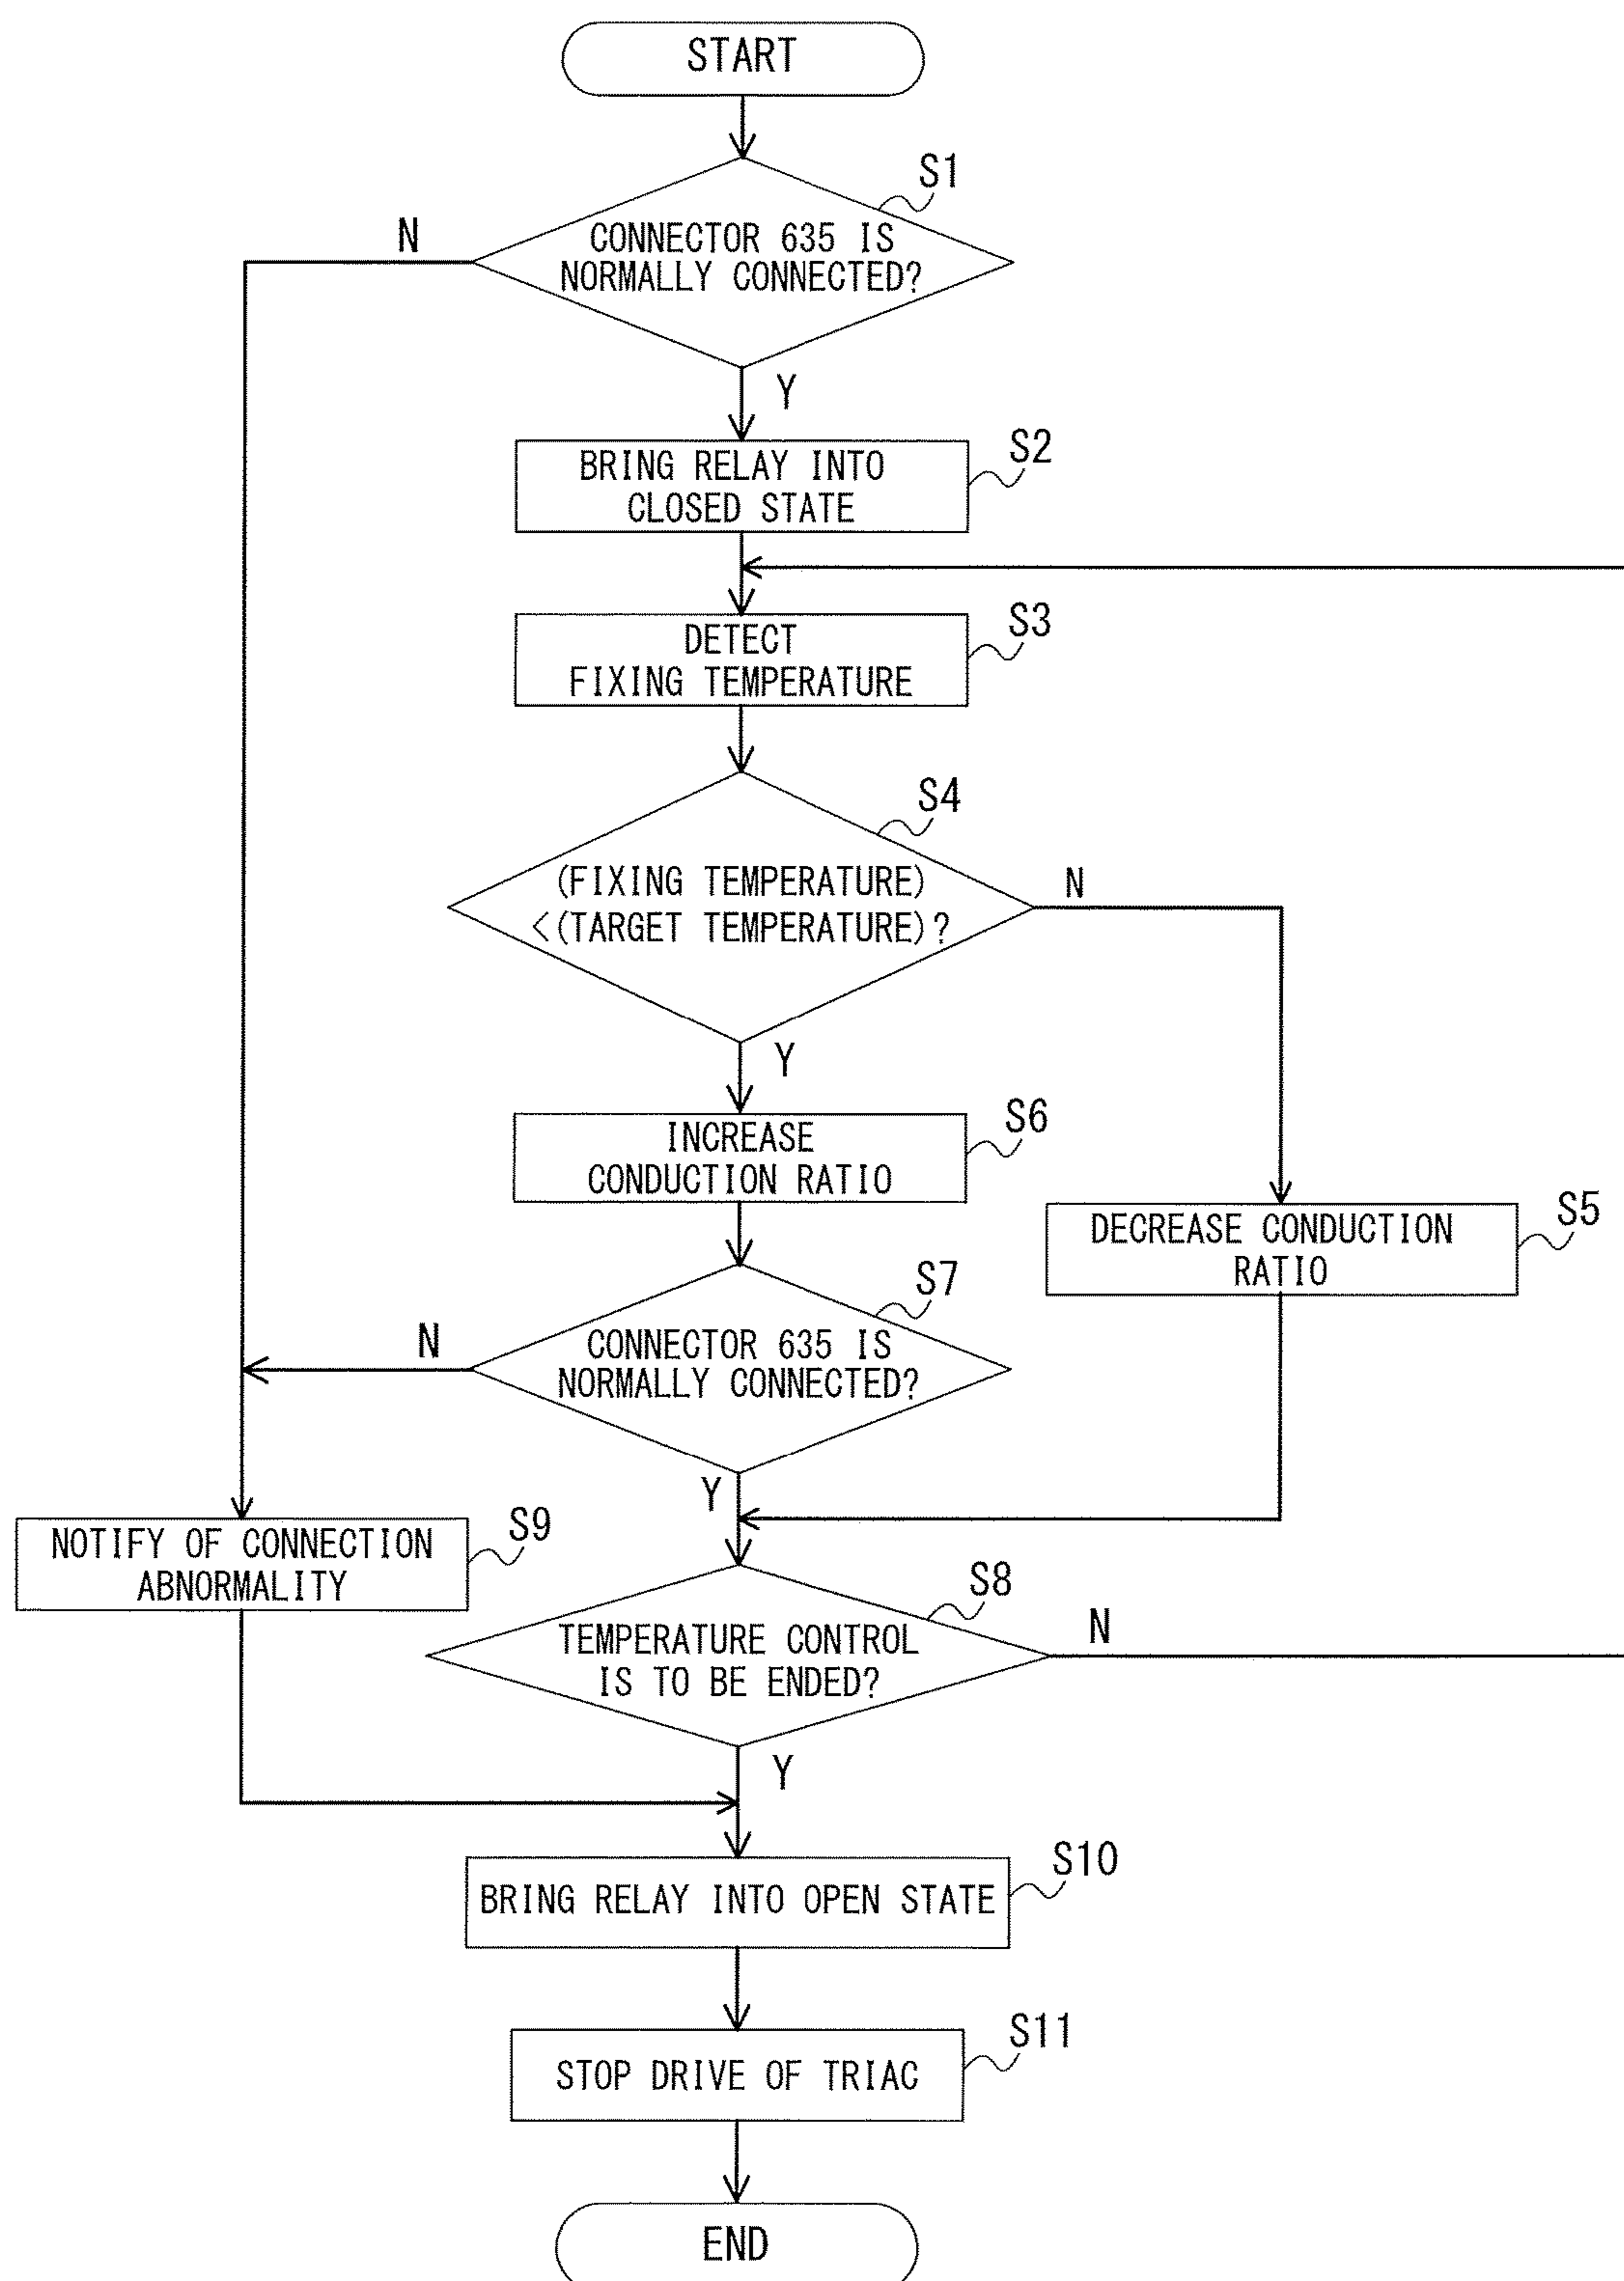 START
S1
N
CONNECTOR 635 IS
NORMALLY CONNECTED?
Y
S2
BRING RELAY INTO
CLOSED STATE
S3
DETECT
FIXING TEMPERATURE
S4
(FIXING TEMPERATURE)
<(TARGET TEMPERATURE)?
N
Y
S6
INCREASE
CONDUCTION RATIO
S5
DECREASE CONDUCTION
RATIO
S7
N
CONNECTOR 635 IS
NORMALLY CONNECTED?
Y
S9
NOTIFY OF CONNECTION
ABNORMALITY
S8
N
TEMPERATURE CONTROL
IS TO BE ENDED?
Y
S10
BRING RELAY INTO OPEN STATE
S11
STOP DRIVE OF TRIAC
END